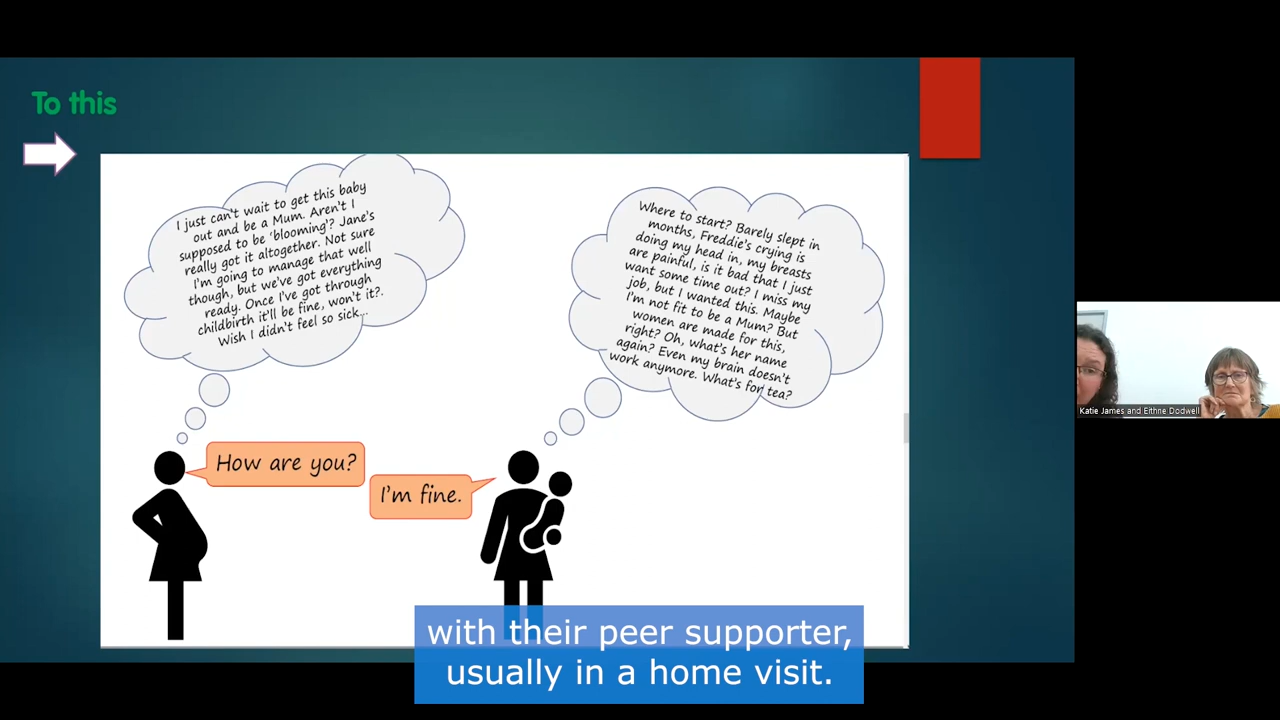 To this
I just can't wait to get this baby
out and be a Mum. Aren't I
supposed to be 'blooming'? Jane's
really got it altogether. Not sure
I'm going to manage that well
though, but we've got everything
ready. Once I've got through
childbirth it'll be fine, won't it?.
Wish I didn't feel so sick...
Where to start? Barely slept in
months, Freddie's crying is
doing my head in, my breasts
are painful, is it bad that I just
want some time out? I miss my
job, but I wanted this. Maybe
I'm not fit to be a Mum? But
women are made for this,
right? Oh, what's her name
again? Even my brain doesn't
work anymore. What's for tea?
How are you?
I'm fine.
Katie James and Eithne Dodwell
with their peer supporter,
usually in a home visit.